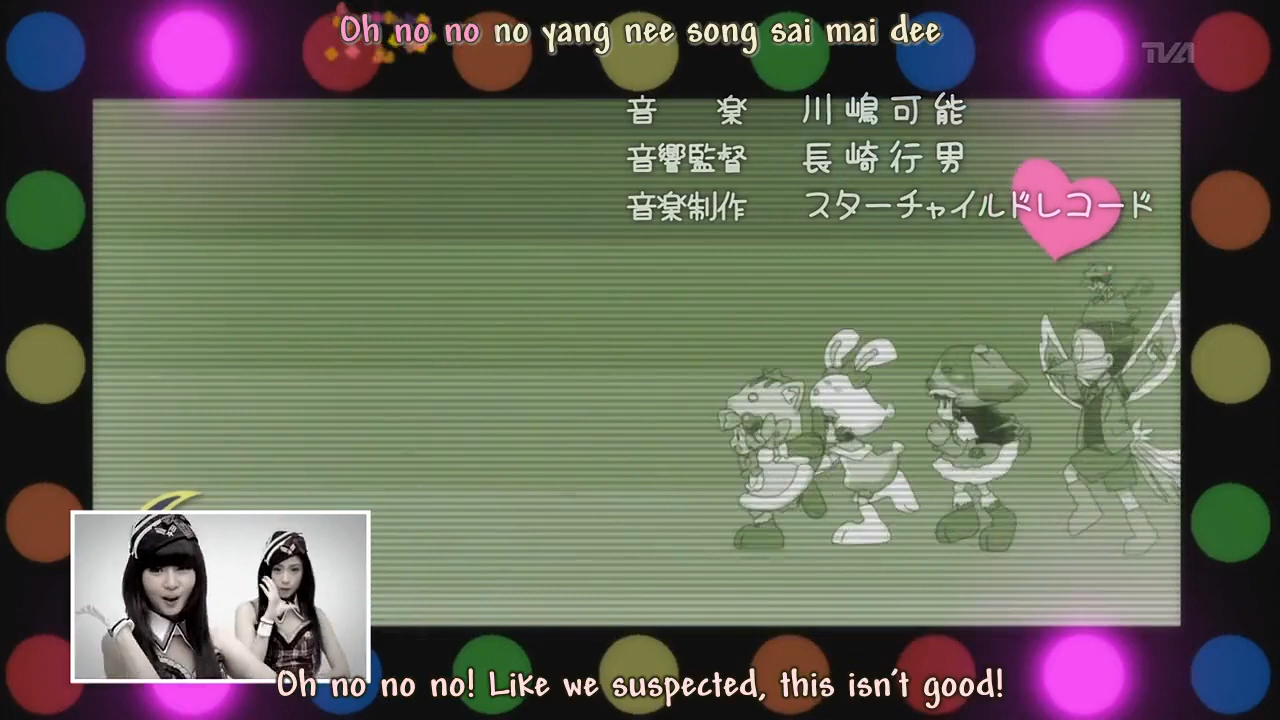 Oh no no no yang nee song sai mai dee
TVA
音楽 川嶋可能
音響監督 長崎行男
音楽制作 スターチャイルドレコード
Oh no no no! Like we suspected, this isn't good!